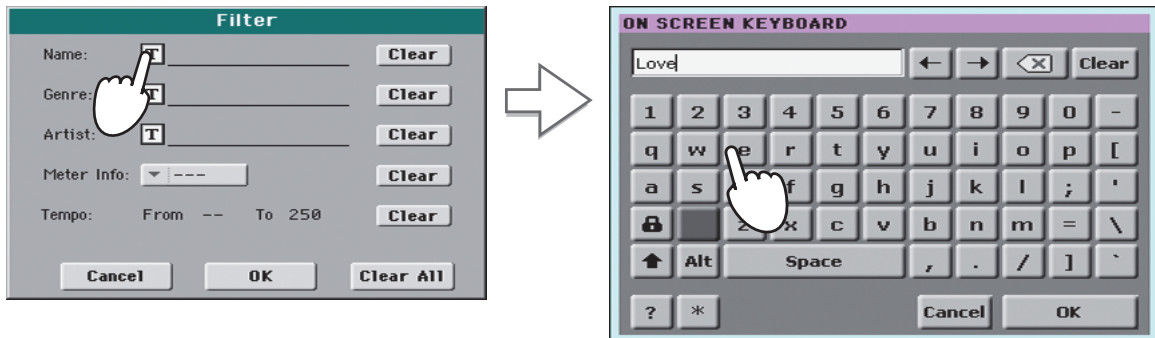 Filter
Name: T Clear
Genre: T Clear
Artist: T Clear
Meter Info: --- Clear
Tempo: From -- To 250 Clear
Cancel OK Clear All
ON SCREEN KEYBOARD
Love ← → Clear
1 2 3 4 5 6 7 8 9 0 -
q w e r t y u i o p [
a s f g h j k l ; '
z x c v b n m = \
Alt Space , . / ] `
? * Cancel OK